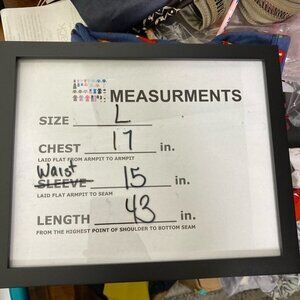 MEASURMENTS
SIZE L
CHEST 17 in.
LAID FLAT FROM ARMPIT TO ARMPIT
Waist
SLEEVE 15 in.
LAID FLAT ARMPIT TO SEAM
LENGTH 43 in.
FROM THE HIGHEST POINT OF SHOULDER TO BOTTOM SEAM